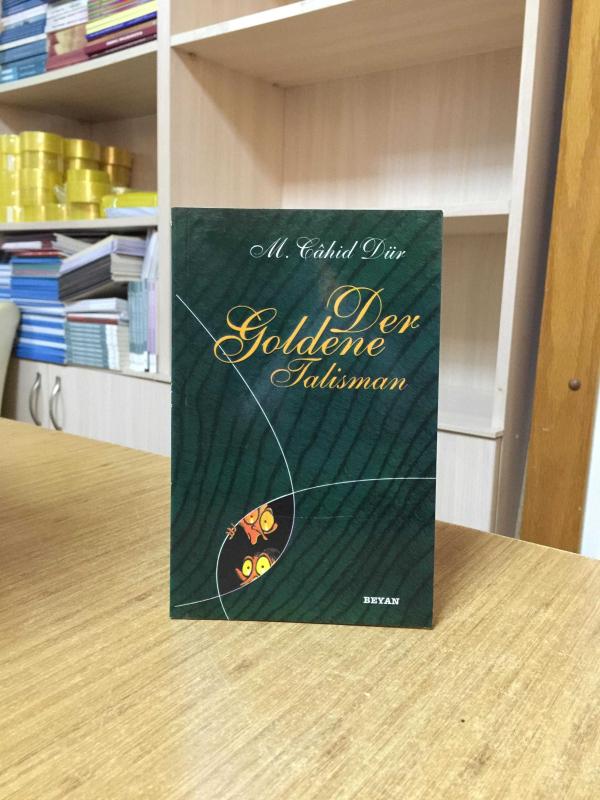 M. Câhid Dür
Der
Goldene
Talisman
BEYAN